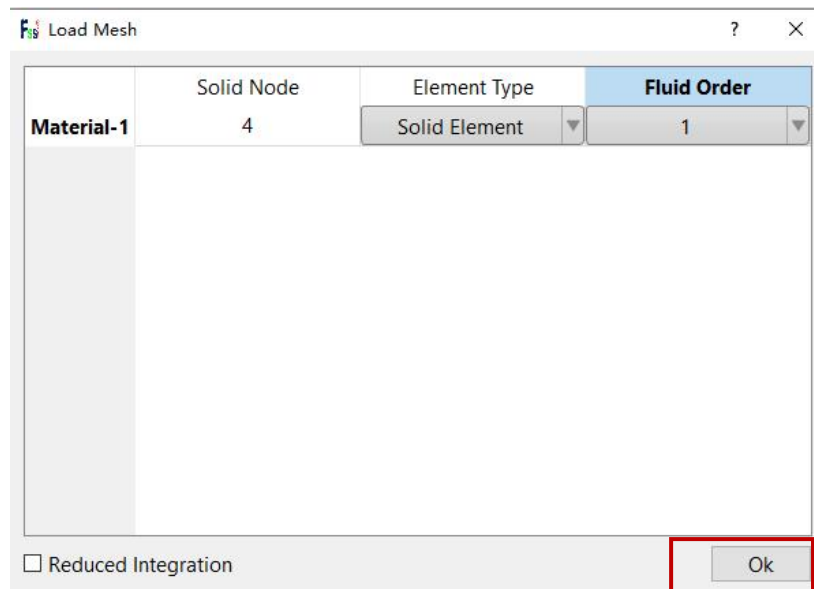 Load Mesh ? ×
Solid Node Element Type Fluid Order
Material-1 4 Solid Element 1
Reduced Integration Ok